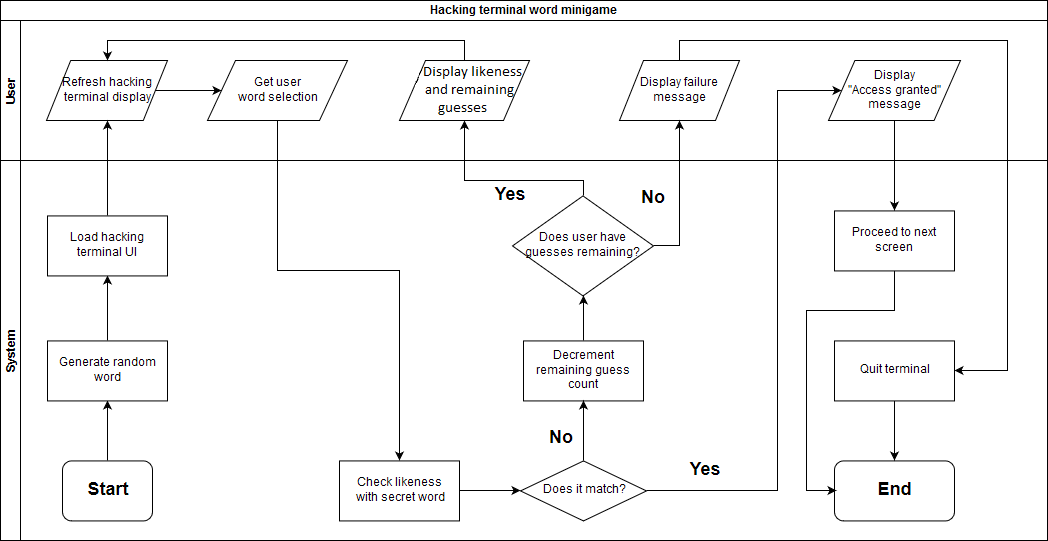 Hacking terminal word minigame
User
Refresh hacking
terminal display
Get user
word selection
Display likeness
and remaining
guesses
Display failure
message
Display
"Access granted"
message
Yes
No
System
Load hacking
terminal UI
Does user have
guesses remaining?
Proceed to next
screen
Generate random
word
Decrement
remaining guess
count
Quit terminal
No
Yes
Start
Check likeness
with secret word
Does it match?
End